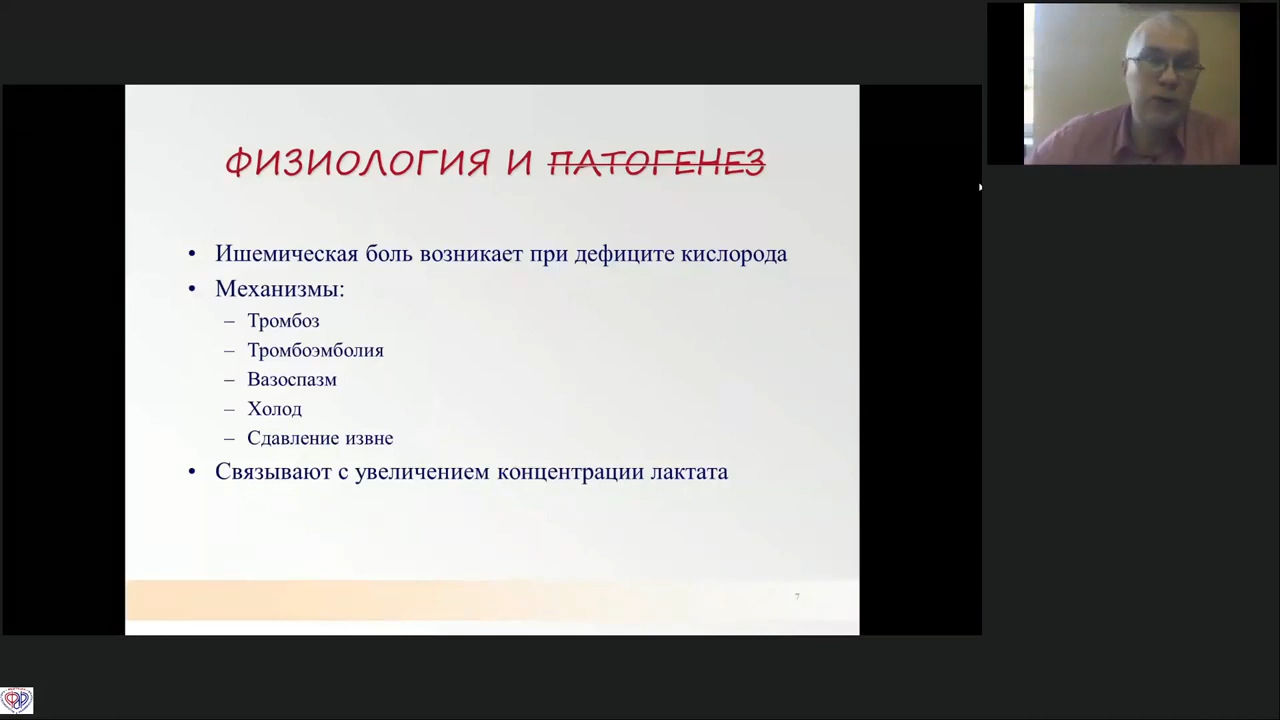 ФИЗИОЛОГИЯ И ПАТОГЕНЕЗ
• Ишемическая боль возникает при дефиците кислорода
• Механизмы:
– Тромбоз
– Тромбоэмболия
– Вазоспазм
– Холод
– Сдавление извне
• Связывают с увеличением концентрации лактата
7